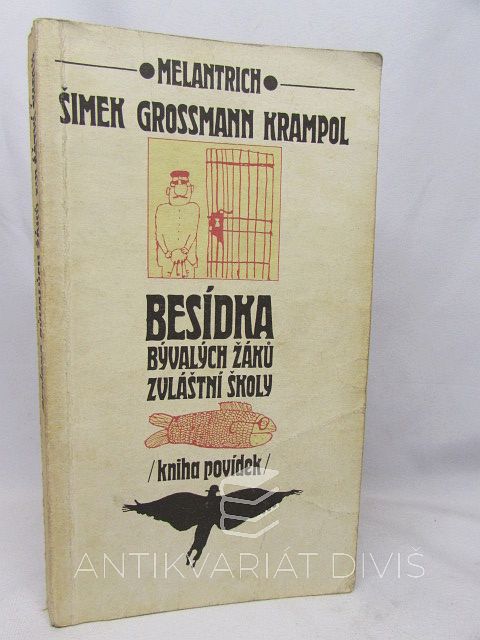 MELANTRICH
ŠIMEK GROSSMANN KRAMPOL
BESÍDKA
BÝVALÝCH ŽÁKŮ
ZVLÁŠTNÍ ŠKOLY
/kniha povídek/
ANTIKVARIÁT DIVIŠ